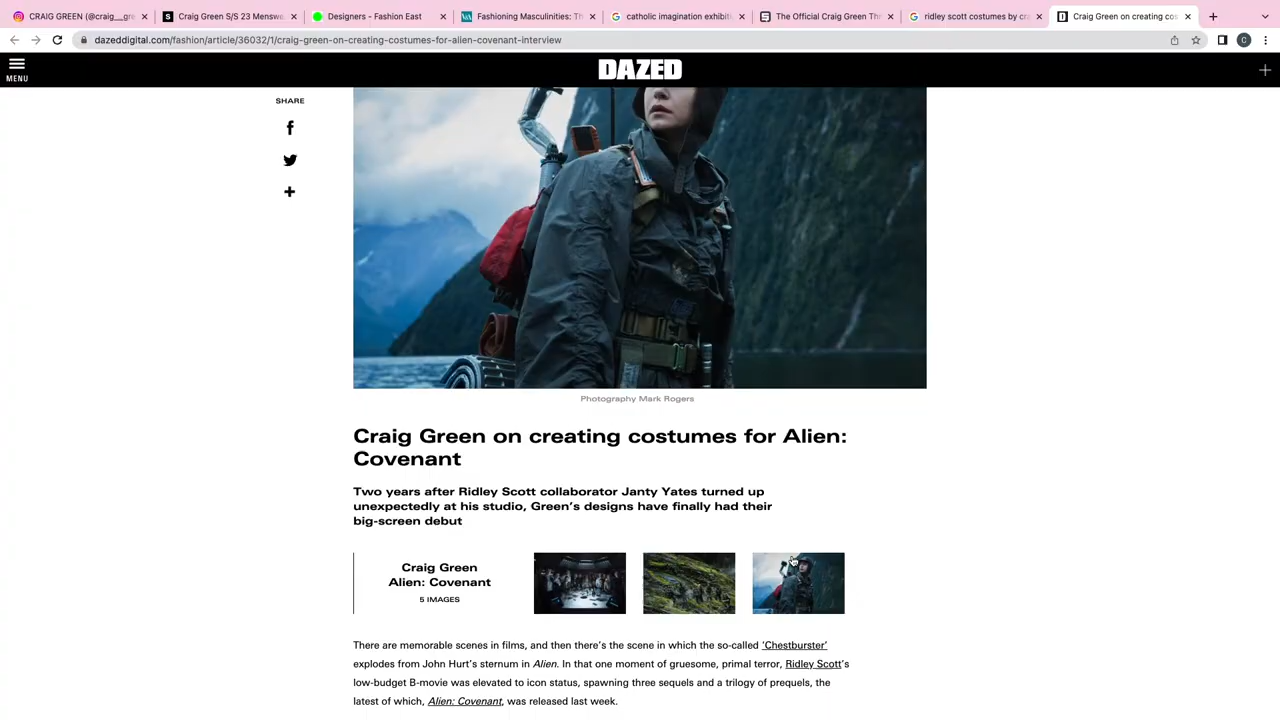 CRAIG GREEN (@craig__gre
Craig Green S/S 23 Mensw
Designers - Fashion East
Fashioning Masculinities: Th
catholic imagination exhibiti
The Official Craig Green Thr
ridley scott costumes by cra
Craig Green on creating cos
dazeddigital.com/fashion/article/36032/1/craig-green-on-creating-costumes-for-alien-covenant-interview
C
MENU
DAZED
SHARE
Photography Mark Rogers
Craig Green on creating costumes for Alien:
Covenant
Two years after Ridley Scott collaborator Janty Yates turned up
unexpectedly at his studio, Green’s designs have finally had their
big-screen debut
Craig Green
Alien: Covenant
5 IMAGES
There are memorable scenes in films, and then there’s the scene in which the so-called ‘Chestburster’
explodes from John Hurt’s sternum in Alien. In that one moment of gruesome, primal terror, Ridley Scott’s
low-budget B-movie was elevated to icon status, spawning three sequels and a trilogy of prequels, the
latest of which, Alien: Covenant, was released last week.